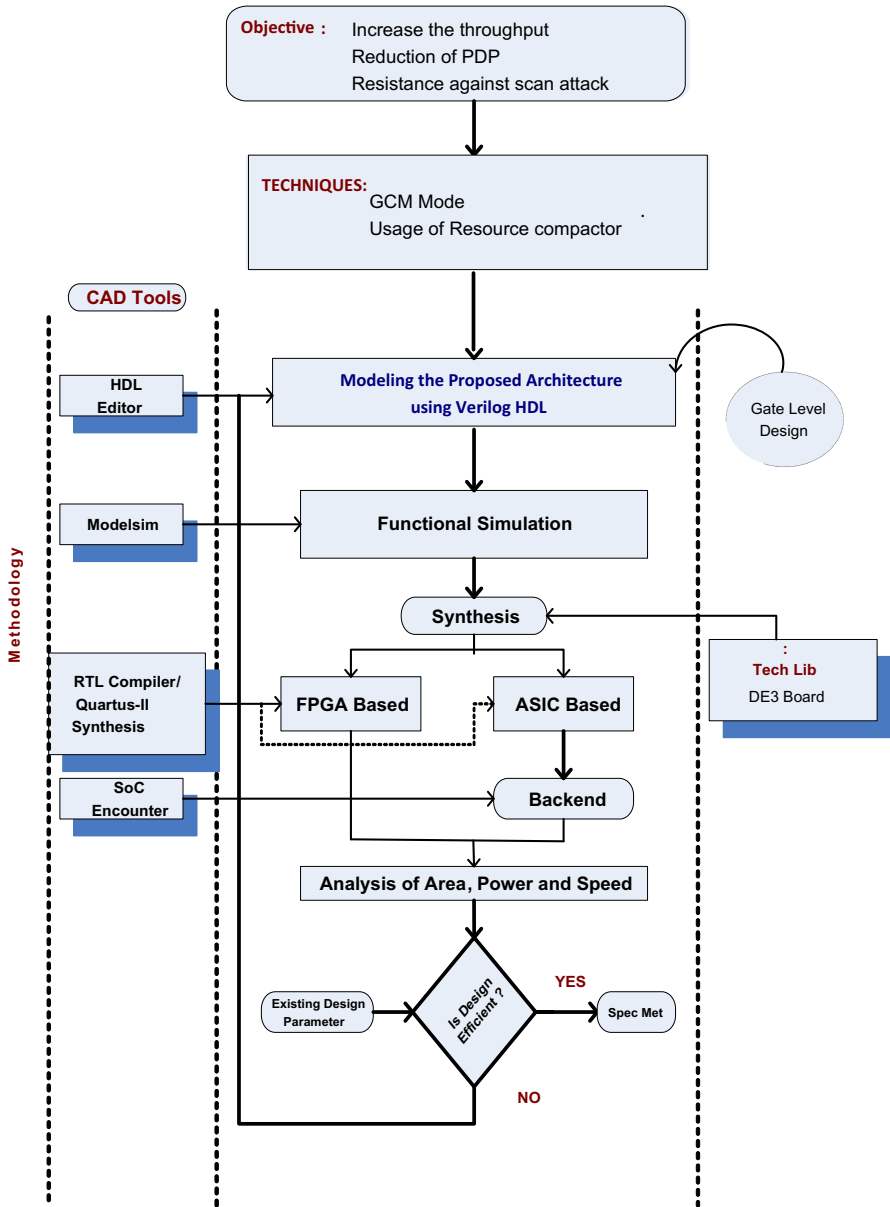 Objective : Increase the throughput
Reduction of PDP
Resistance against scan attack
TECHNIQUES:
GCM Mode
Usage of Resource compactor
.
CAD Tools
Methodology
HDL
Editor
Modeling the Proposed Architecture
using Verilog HDL
Gate Level
Design
Modelsim
Functional Simulation
Synthesis
:
Tech Lib
DE3 Board
RTL Compiler/
Quartus-II
Synthesis
FPGA Based
ASIC Based
SoC
Encounter
Backend
Analysis of Area, Power and Speed
Existing Design
Parameter
Is Design
Efficient ?
YES
Spec Met
NO